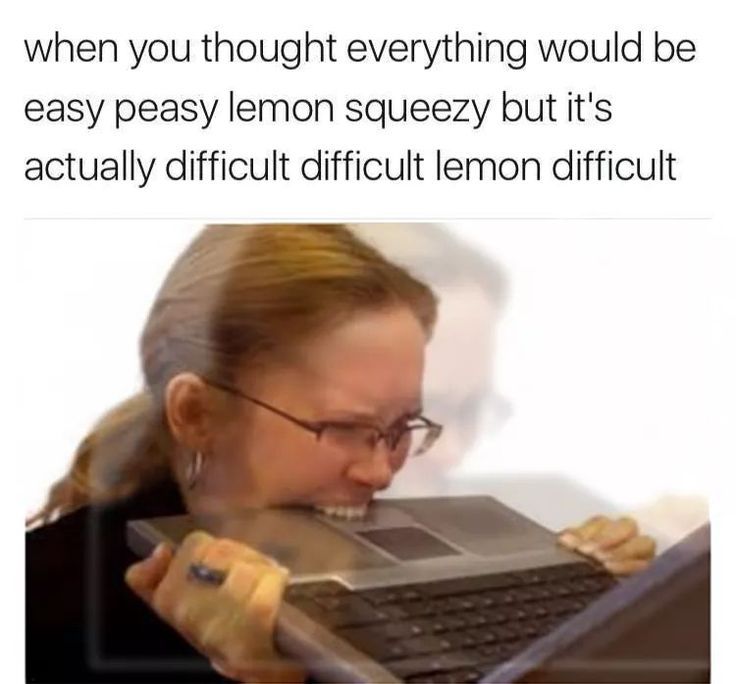 when you thought everything would be
easy peasy lemon squeezy but it's
actually difficult difficult lemon difficult